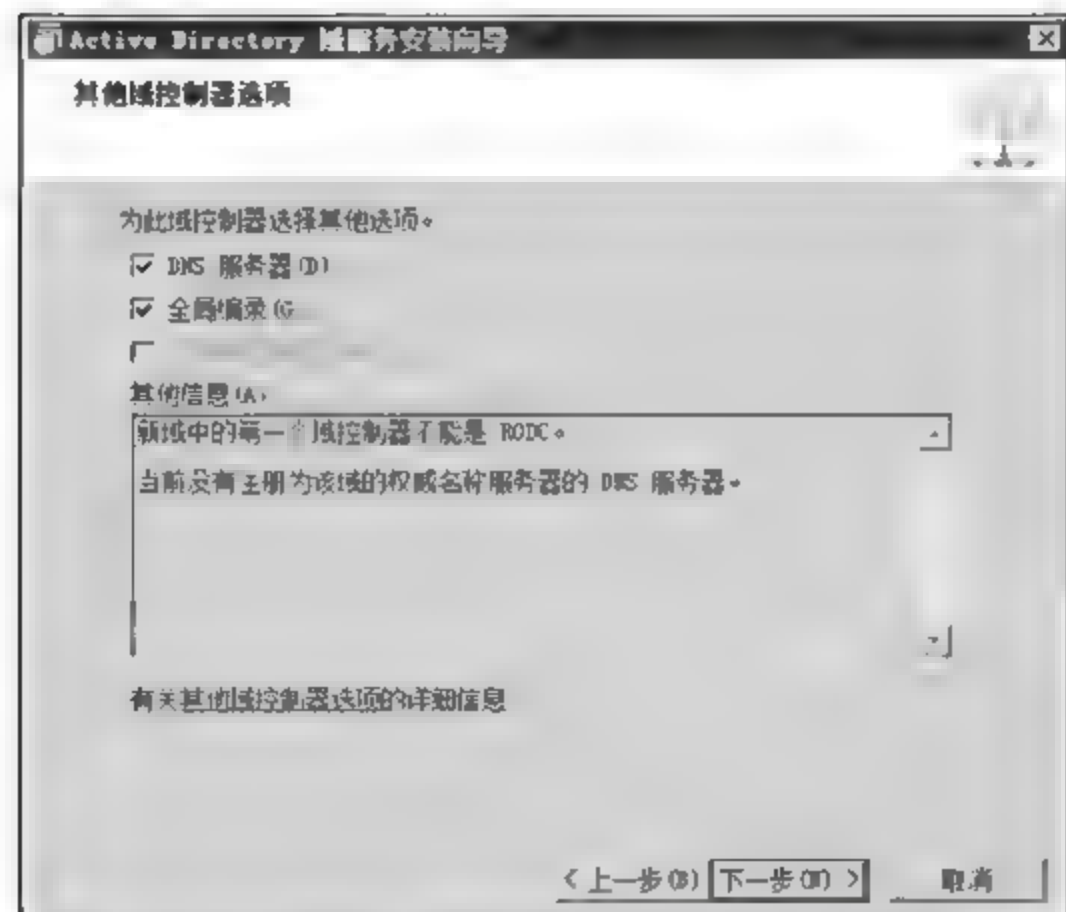 Active Directory 域服务安装向导
其他域控制器选项
为此域控制器选择其他选项。
DNS 服务器(D)
全局编录(G
其他信息(A)
新域中的第一个域控制器不能是 RODC。
当前没有注册为该域的权威名称服务器的 DNS 服务器。
有关其他域控制器选项的详细信息
< 上一步(B) 下一步(N) > 取消